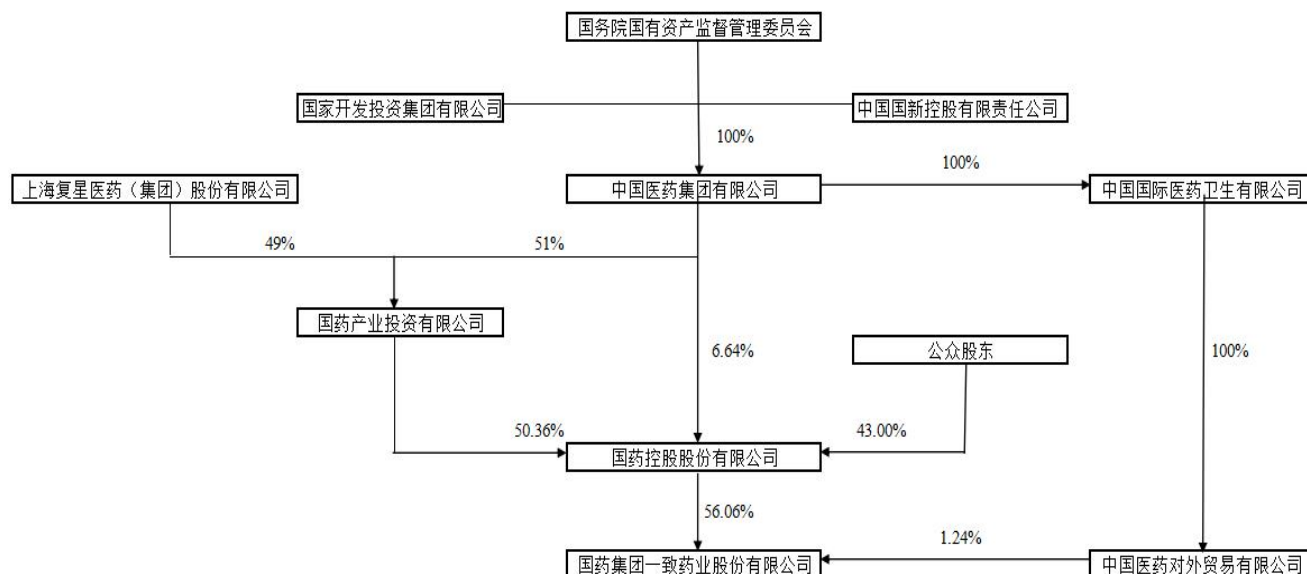 国务院国有资产监督管理委员会
国家开发投资集团有限公司
中国国新控股有限责任公司
100%
上海复星医药（集团）股份有限公司
中国医药集团有限公司
100%
中国国际医药卫生有限公司
49%
51%
国药产业投资有限公司
6.64%
公众股东
100%
50.36%
43.00%
国药控股股份有限公司
56.06%
1.24%
国药集团一致药业股份有限公司
中国医药对外贸易有限公司